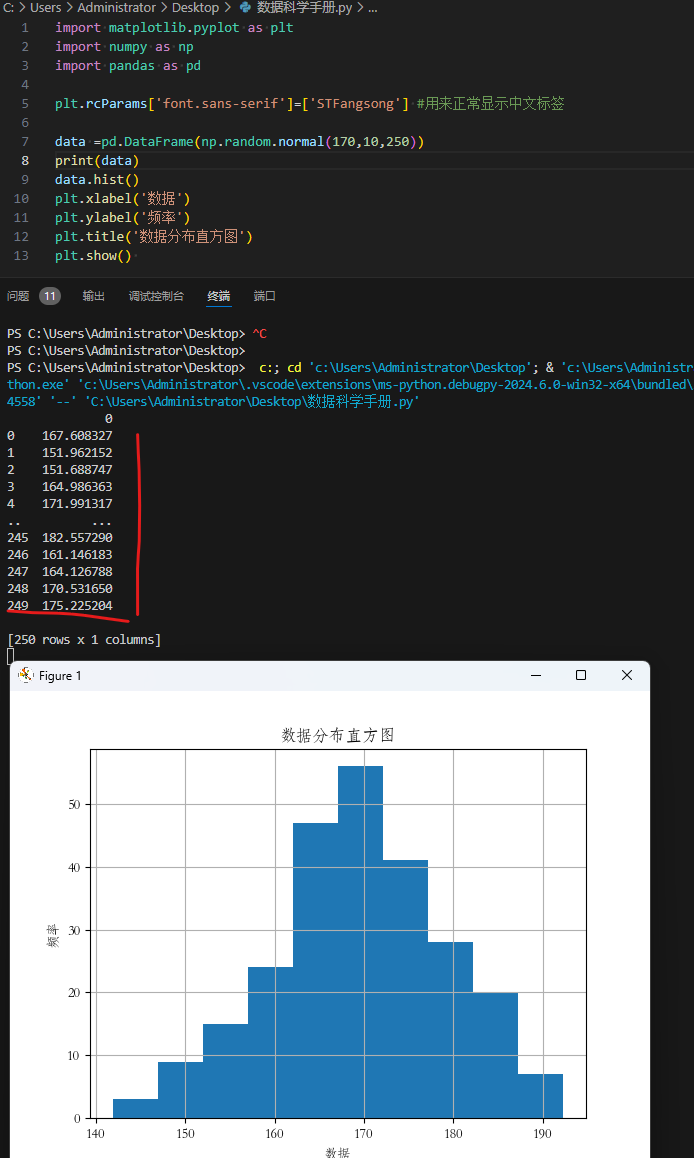 C: > Users > Administrator > Desktop > 数据科学手册.py > ...
1 import matplotlib.pyplot as plt
2 import numpy as np
3 import pandas as pd
4
5 plt.rcParams['font.sans-serif']=['STFangsong'] #用来正常显示中文标签
6
7 data =pd.DataFrame(np.random.normal(170,10,250))
8 print(data)
9 data.hist()
10 plt.xlabel('数据')
11 plt.ylabel('频率')
12 plt.title('数据分布直方图')
13 plt.show()
问题 11 输出 调试控制台 终端 端口
PS C:\Users\Administrator\Desktop> ^C
PS C:\Users\Administrator\Desktop>
PS C:\Users\Administrator\Desktop> c:; cd 'c:\Users\Administrator\Desktop'; & 'c:\Users\Administr
thon.exe' 'c:\Users\Administrator\.vscode\extensions\ms-python.debugpy-2024.6.0-win32-x64\bundled\
4558' '--' 'C:\Users\Administrator\Desktop\数据科学手册.py'
0
0 167.608327
1 151.962152
2 151.688747
3 164.986363
4 171.991317
.. ...
245 182.557290
246 161.146183
247 164.126788
248 170.531650
249 175.225204
[250 rows x 1 columns]
Figure 1
数据分布直方图
50
40
30
20
10
0
频率
140 150 160 170 180 190
数据